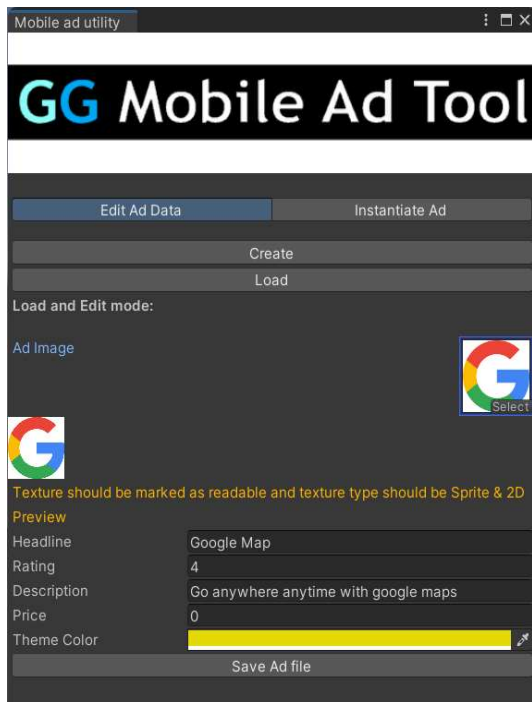 Mobile ad utility
GG Mobile Ad Tool
Edit Ad Data Instantiate Ad
Create
Load
Load and Edit mode:
Ad Image
Select
Texture should be marked as readable and texture type should be Sprite & 2D
Preview
Headline Google Map
Rating 4
Description Go anywhere anytime with google maps
Price 0
Theme Color
Save Ad file